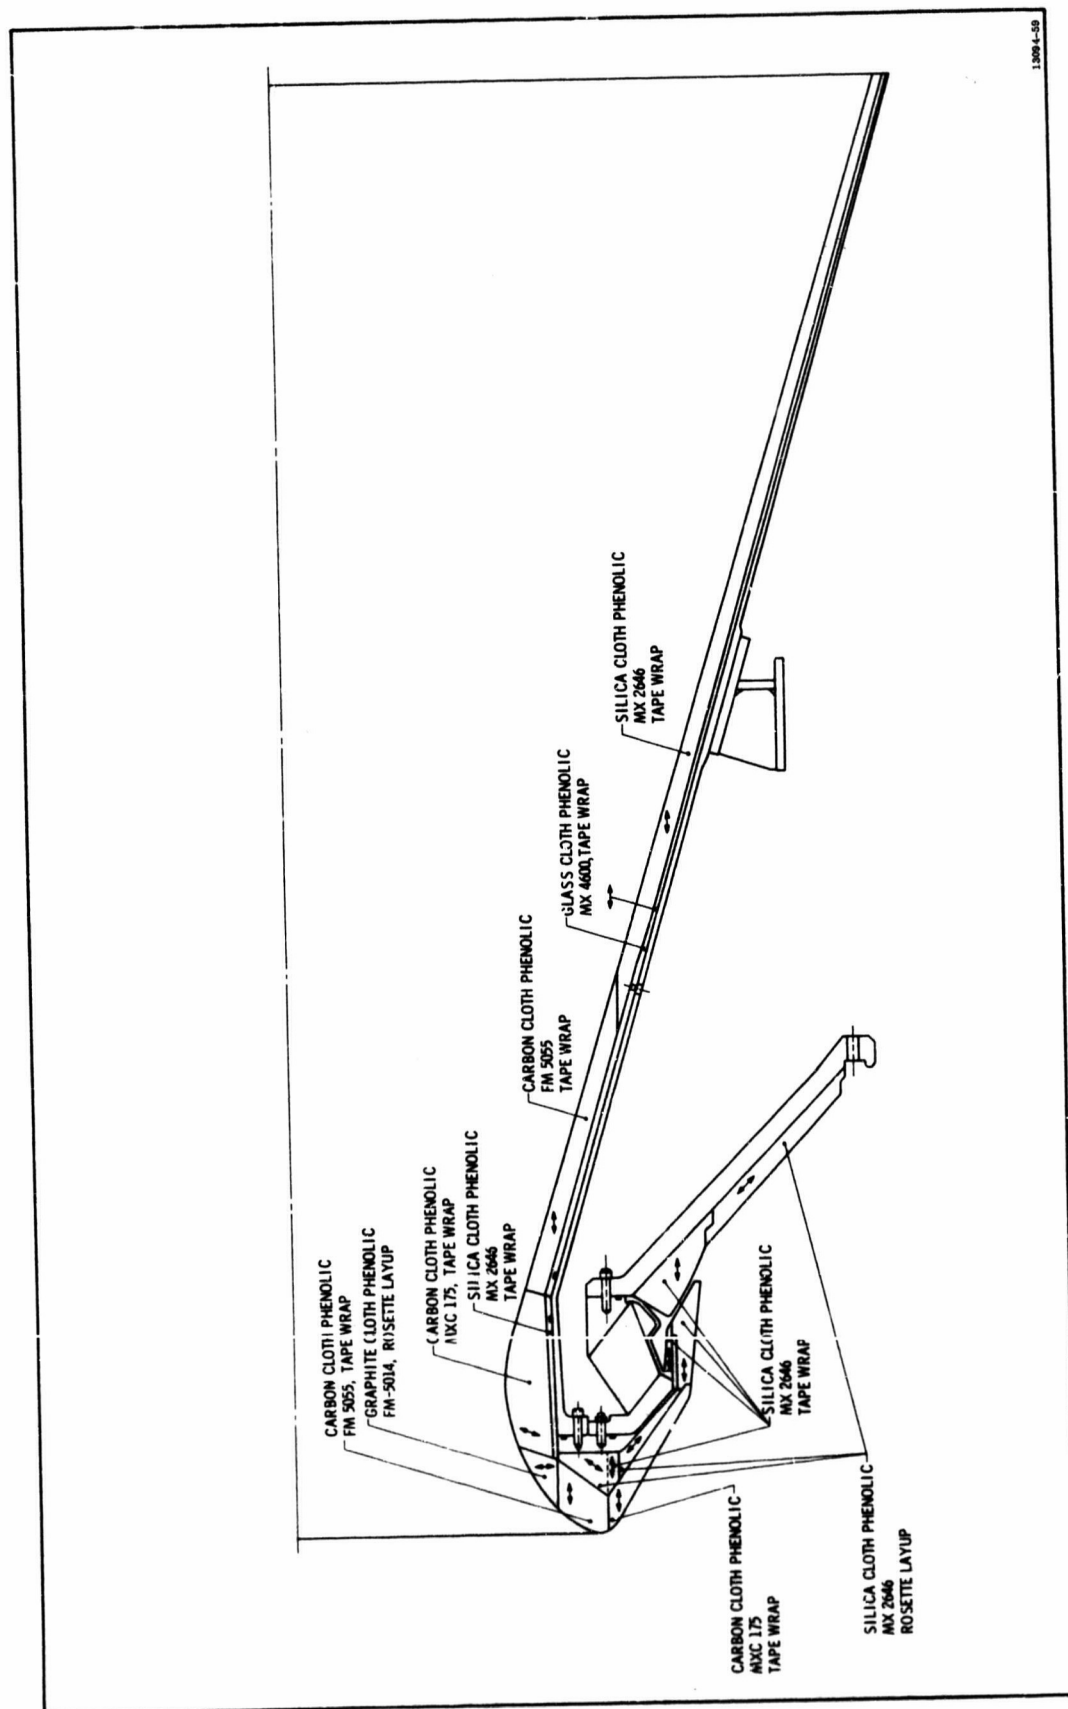 13094-59
CARBON CLOTH PHENOLIC
FM 5055, TAPE WRAP
GRAPHITE CLOTH PHENOLIC
FM-5014, ROSETTE LAYUP
CARBON CLOTH PHENOLIC
MXC 175, TAPE WRAP
SILICA CLOTH PHENOLIC
MX 2646
TAPE WRAP
CARBON CLOTH PHENOLIC
FM 5055
TAPE WRAP
GLASS CLOTH PHENOLIC
MX 4600, TAPE WRAP
SILICA CLOTH PHENOLIC
MX 2646
TAPE WRAP
CARBON CLOTH PHENOLIC
MXC 175
TAPE WRAP
SILICA CLOTH PHENOLIC
MX 2646
ROSETTE LAYUP
SILICA CLOTH PHENOLIC
MX 2646
TAPE WRAP